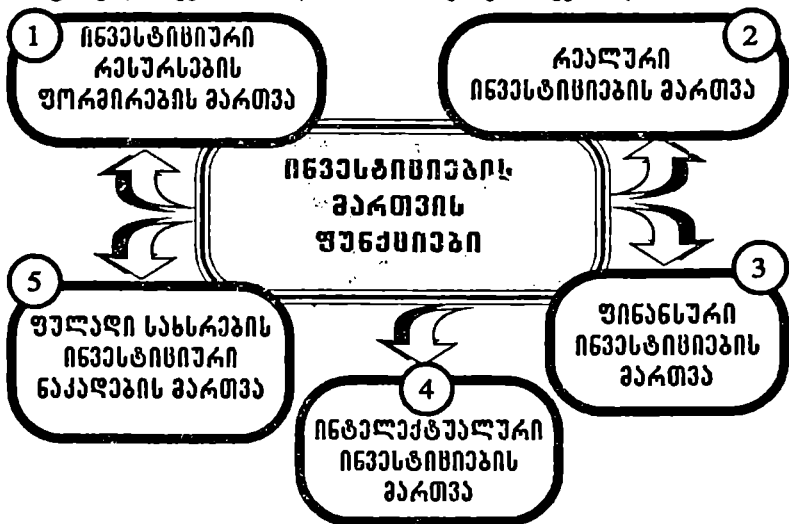 1
ინვესტიციური
რესურსების
ფორმირების მართვა
2
რეალური
ინვესტიციების მართვა
ინვესტიციების
მართვის
ფუნქციები
3
ფინანსური
ინვესტიციების
მართვა
4
ინტელექტუალური
ინვესტიციების
მართვა
5
ფულადი სახსრების
ინვესტიციური
ნაკადების მართვა